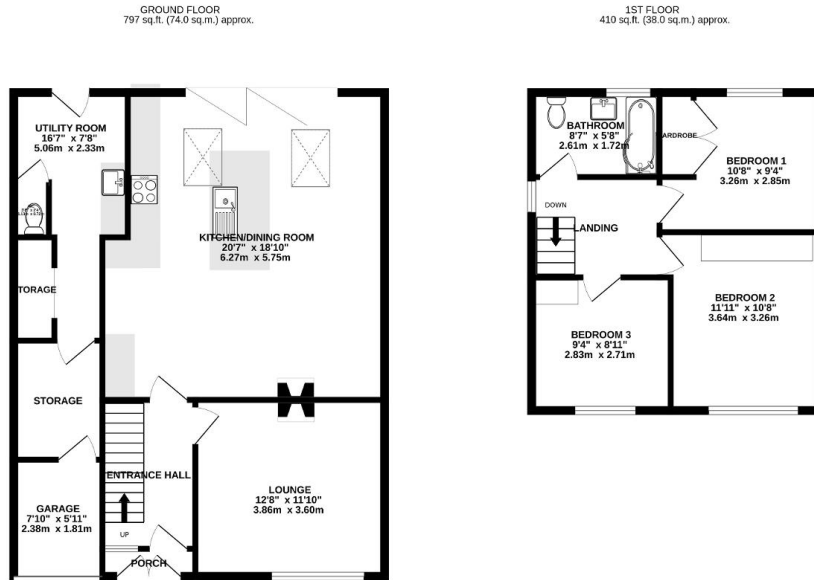 GROUND FLOOR
797 sq.ft. (74.0 sq.m.) approx.
UTILITY ROOM
16'7" x 7'8"
5.06m x 2.33m
KITCHEN/DINING ROOM
20'7" x 18'10"
6.27m x 5.75m
TORAGE
STORAGE
GARAGE
7'10" x 5'11"
2.38m x 1.81m
ENTRANCE HALL
UP
PORCH
LOUNGE
12'8" x 11'10"
3.86m x 3.60m
1ST FLOOR
410 sq.ft. (38.0 sq.m.) approx.
BATHROOM
8'7" x 5'8"
2.61m x 1.72m
ARDROBE
BEDROOM 1
10'8" x 9'4"
3.26m x 2.85m
DOWN
LANDING
BEDROOM 2
11'11" x 10'8"
3.64m x 3.26m
BEDROOM 3
9'4" x 8'11"
2.83m x 2.71m